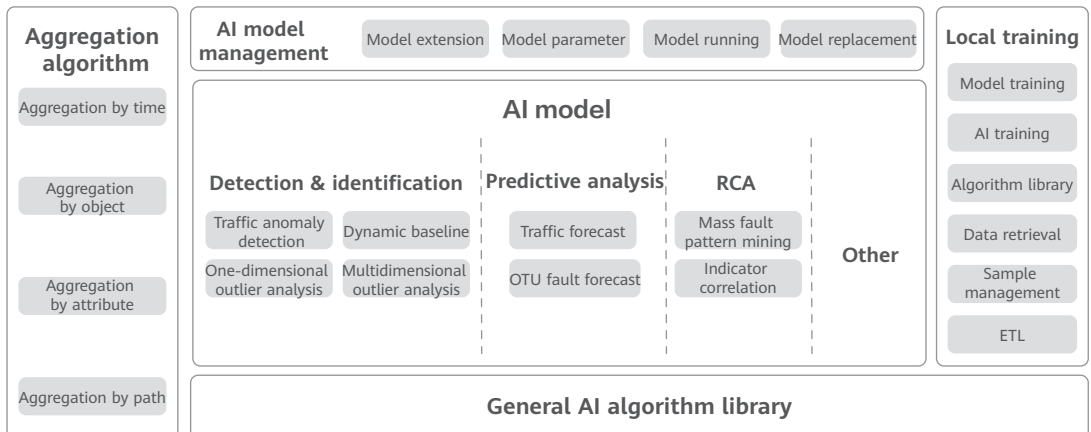 Aggregation
algorithm
Aggregation by time
Aggregation
by object
Aggregation
by attribute
Aggregation by path
AI model
management
Model extension
Model parameter
Model running
Model replacement
AI model
Detection & identification
Traffic anomaly
detection
Dynamic baseline
One-dimensional
outlier analysis
Multidimensional
outlier analysis
Predictive analysis
Traffic forecast
OTU fault forecast
RCA
Mass fault
pattern mining
Indicator
correlation
Other
General AI algorithm library
Local training
Model training
AI training
Algorithm library
Data retrieval
Sample
management
ETL